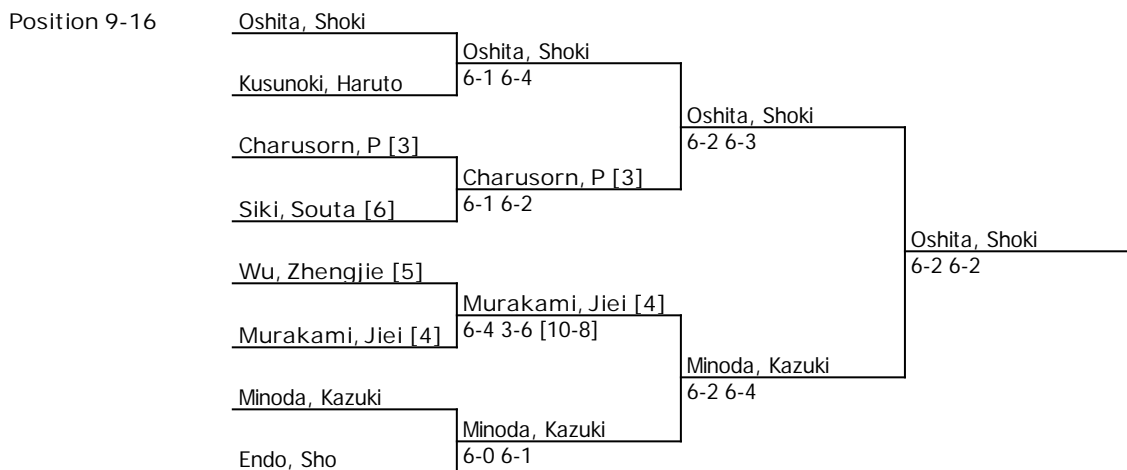 Position 9-16
Oshita, Shoki
Kusunoki, Haruto
Charusorn, P [3]
Siki, Souta [6]
Wu, Zhengjie [5]
Murakami, Jiei [4]
Minoda, Kazuki
Endo, Sho
Oshita, Shoki
6-1 6-4
Charusorn, P [3]
6-1 6-2
Murakami, Jiei [4]
6-4 3-6 [10-8]
Minoda, Kazuki
6-0 6-1
Oshita, Shoki
6-2 6-3
Minoda, Kazuki
6-2 6-4
Oshita, Shoki
6-2 6-2